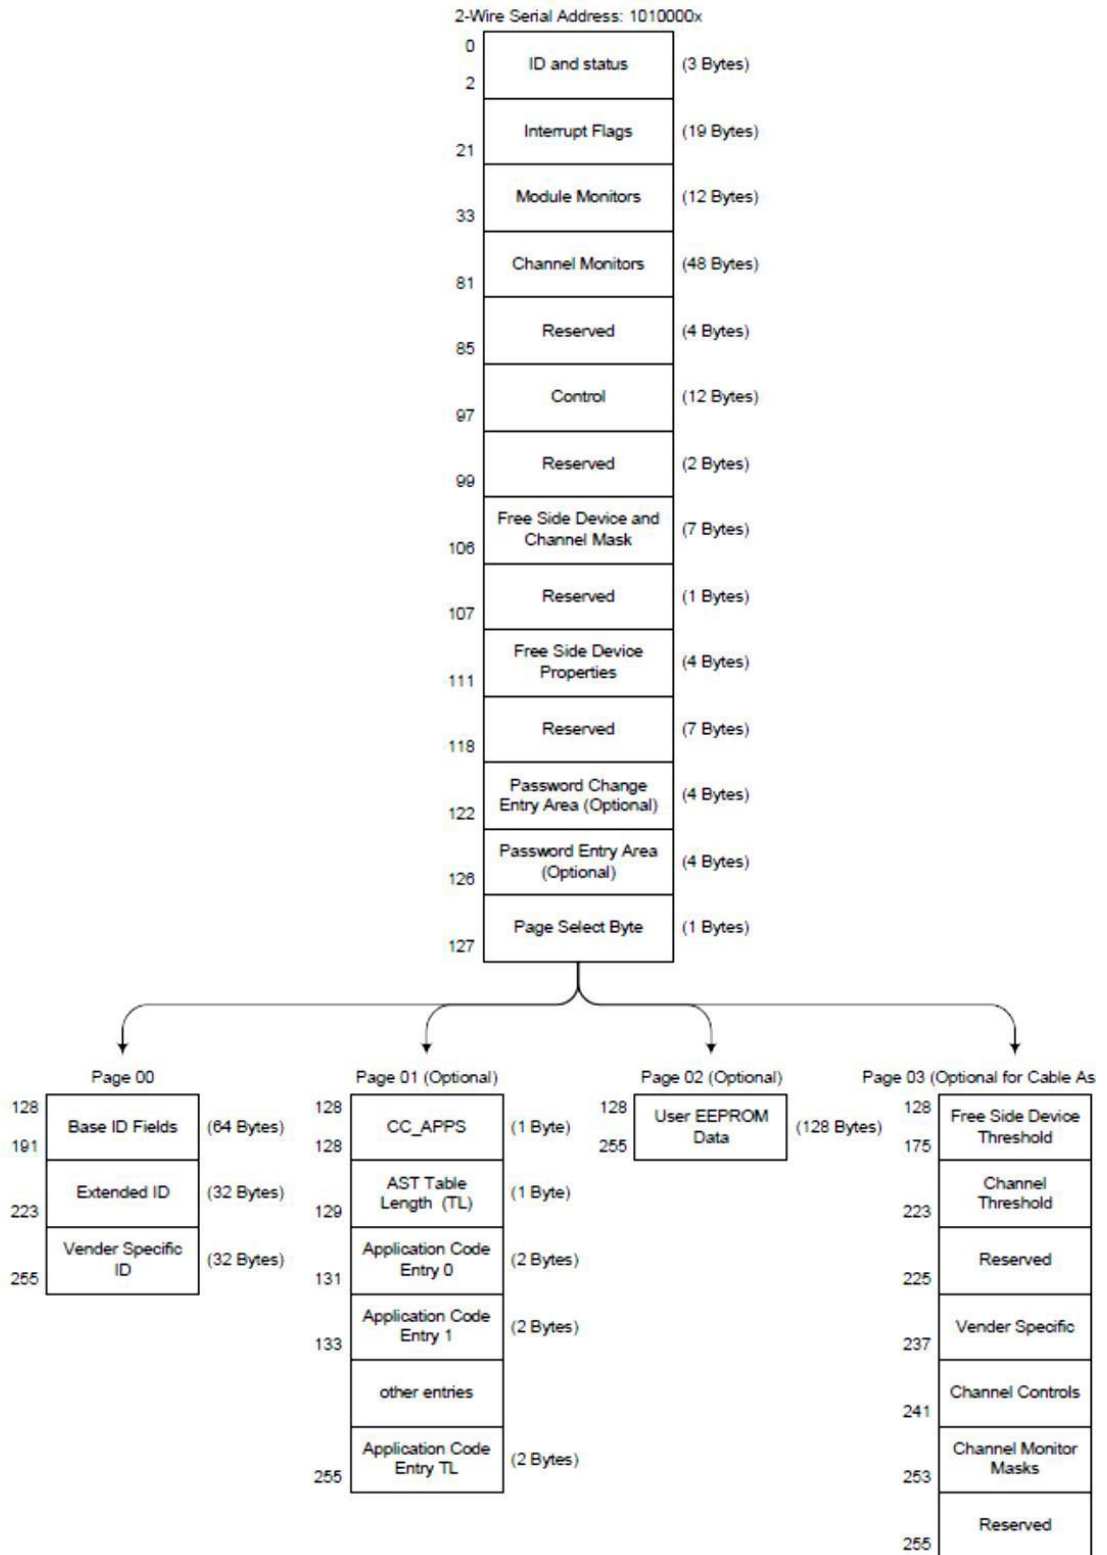 2-Wire Serial Address: 1010000x
0
ID and status
(3 Bytes)
2
Interrupt Flags
(19 Bytes)
21
Module Monitors
(12 Bytes)
33
Channel Monitors
(48 Bytes)
81
Reserved
(4 Bytes)
85
Control
(12 Bytes)
97
Reserved
(2 Bytes)
99
Free Side Device and
Channel Mask
(7 Bytes)
106
Reserved
(1 Bytes)
107
Free Side Device
Properties
(4 Bytes)
111
Reserved
(7 Bytes)
118
Password Change
Entry Area (Optional)
(4 Bytes)
122
Password Entry Area
(Optional)
(4 Bytes)
126
Page Select Byte
(1 Bytes)
127
Page 00
128
Base ID Fields
(64 Bytes)
191
Extended ID
(32 Bytes)
223
Vender Specific
ID
(32 Bytes)
255
Page 01 (Optional)
128
CC_APPS
(1 Byte)
128
AST Table
Length (TL)
(1 Byte)
129
Application Code
Entry 0
(2 Bytes)
131
Application Code
Entry 1
(2 Bytes)
133
other entries
Application Code
Entry TL
(2 Bytes)
255
Page 02 (Optional)
128
User EEPROM
Data
(128 Bytes)
255
Page 03 (Optional for Cable As
128
Free Side Device
Threshold
175
Channel
Threshold
223
Reserved
225
Vender Specific
237
Channel Controls
241
Channel Monitor
Masks
253
Reserved
255